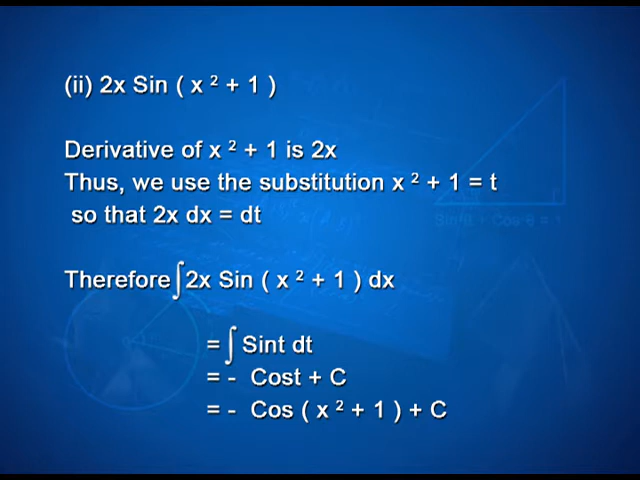 (ii) 2x Sin ( x ² + 1 )
Derivative of x ² + 1 is 2x
Thus, we use the substitution x ² + 1 = t
so that 2x dx = dt
Therefore ∫ 2x Sin ( x ² + 1 ) dx
= ∫ Sint dt
= - Cost + C
= - Cos ( x ² + 1 ) + C